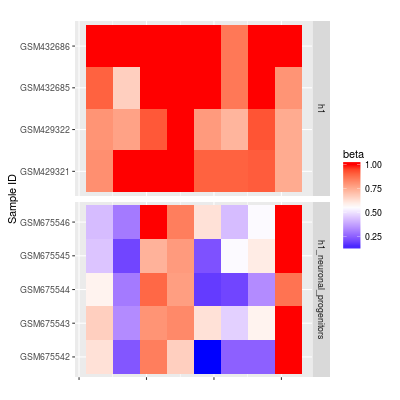 GSM432686
GSM432685
GSM429322
GSM429321
h1
Sample ID
GSM675546
GSM675545
GSM675544
GSM675543
GSM675542
h1_neuronal_progenitors
beta
1.00
0.75
0.50
0.25